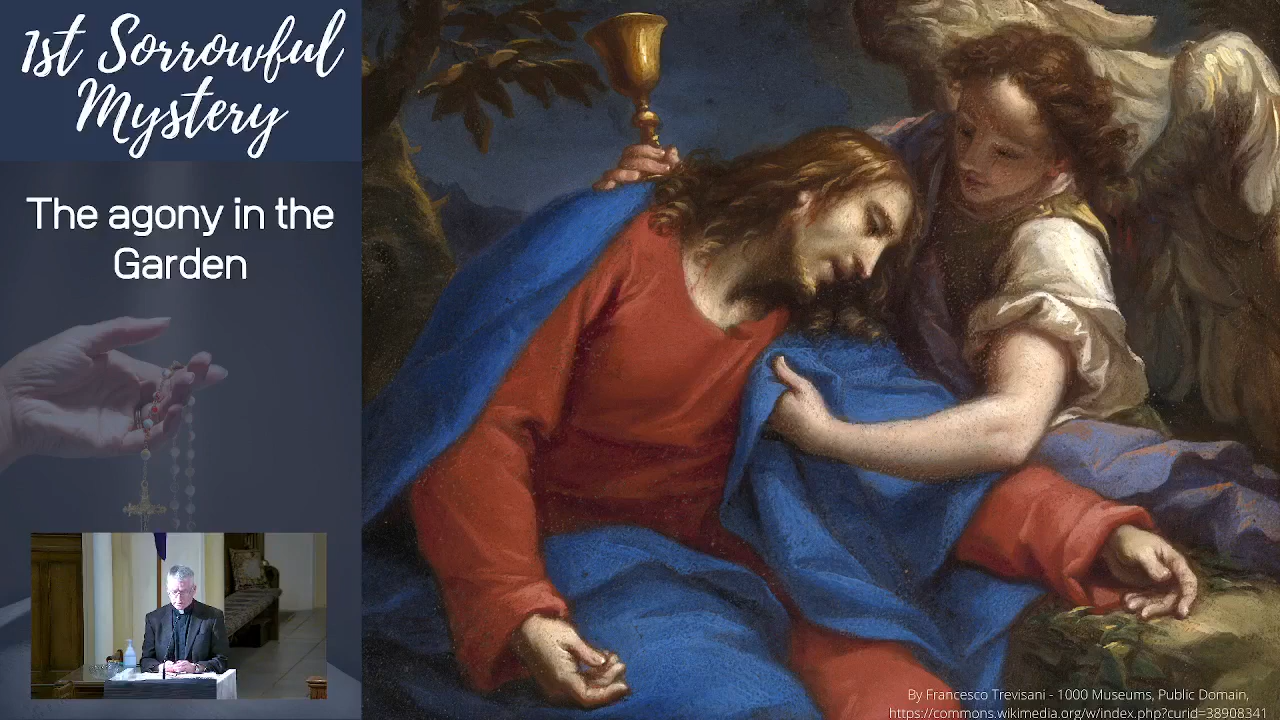 1st Sorrowful
Mystery
The agony in the
Garden
By Francesco Trevisani - 1000 Museums, Public Domain,
https://commons.wikimedia.org/w/index.php?curid=38908341